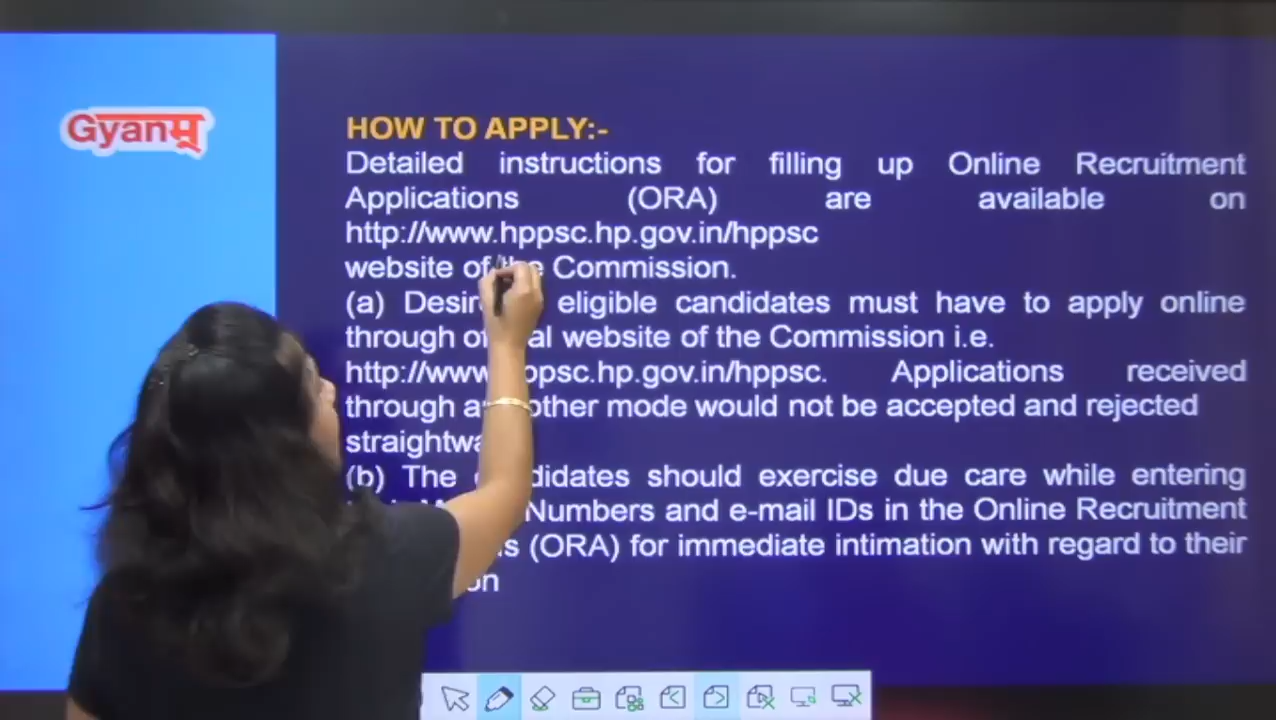 Gyanम्
HOW TO APPLY:-
Detailed instructions for filling up Online Recruitment
Applications (ORA) are available on
http://www.hppsc.hp.gov.in/hppsc
website of the Commission.
(a) Desir eligible candidates must have to apply online
through of al website of the Commission i.e.
http://www ppsc.hp.gov.in/hppsc. Applications received
through a other mode would not be accepted and rejected
straightwa
(b) The didates should exercise due care while entering
Numbers and e-mail IDs in the Online Recruitment
s (ORA) for immediate intimation with regard to their
on